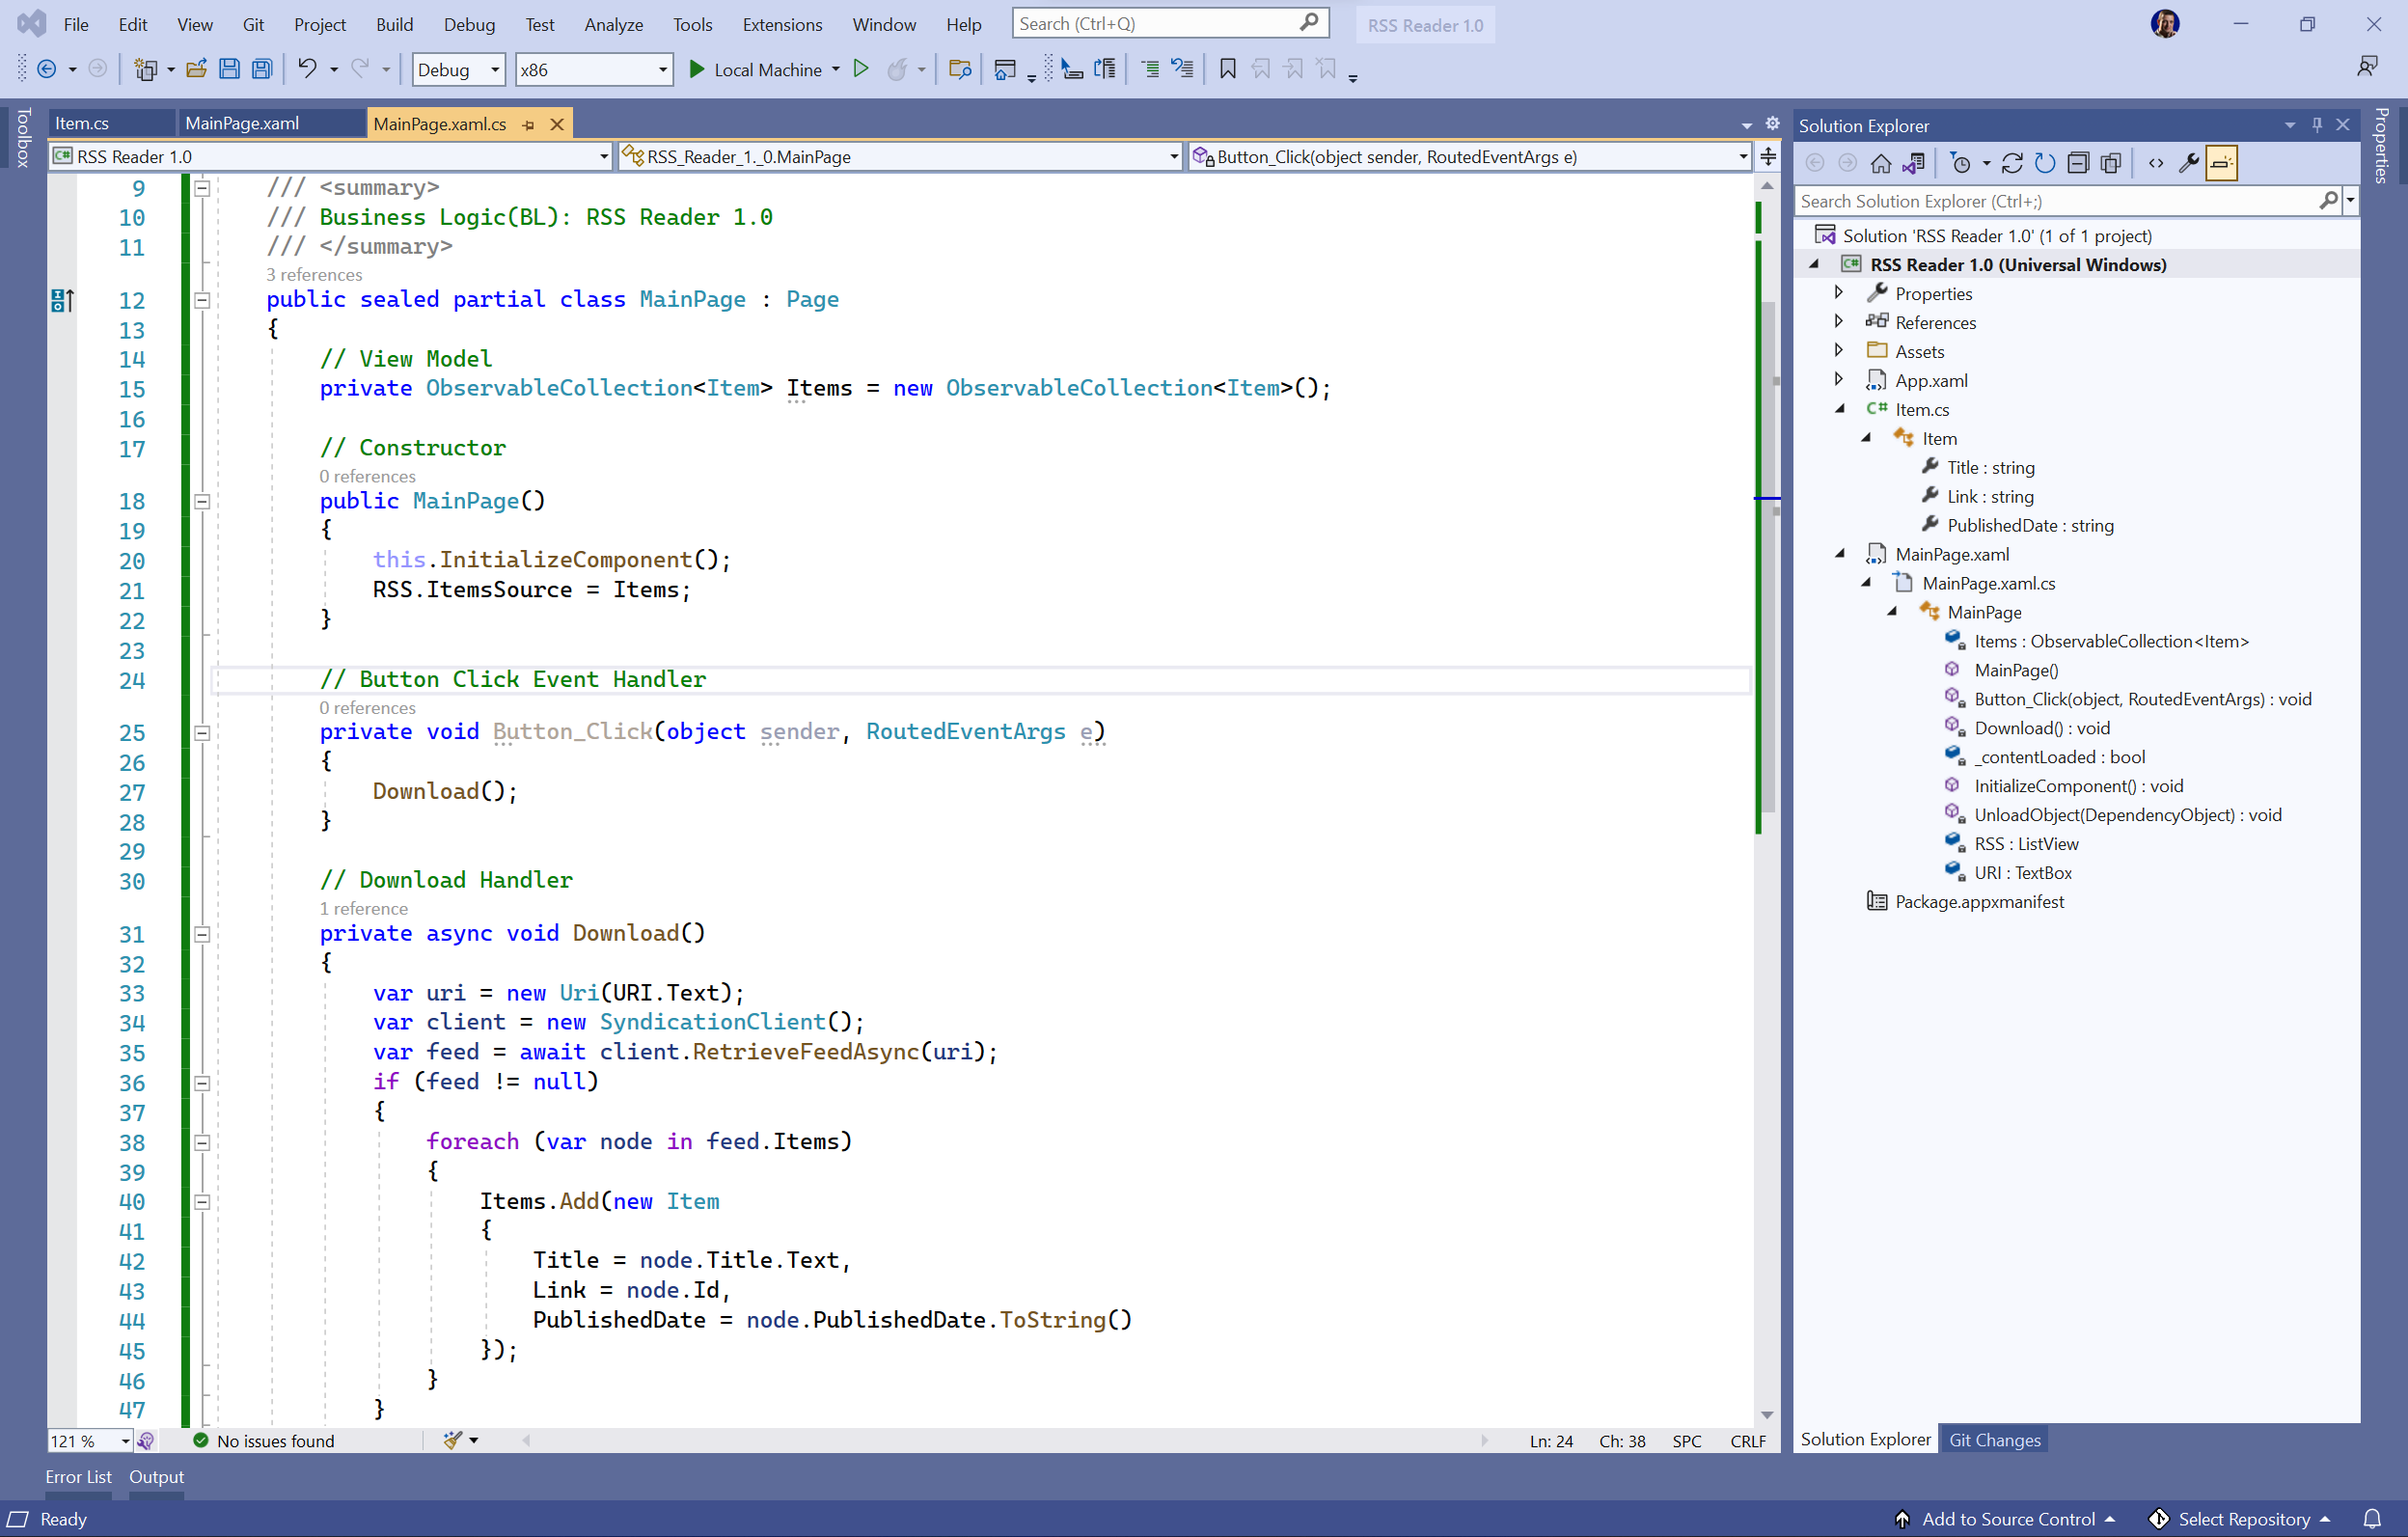 File Edit View Git Project Build Debug Test Analyze Tools Extensions Window Help Search (Ctrl+Q) RSS Reader 1.0
Debug x86 Local Machine
Toolbox
Item.cs MainPage.xaml MainPage.xaml.cs
RSS Reader 1.0 RSS_Reader_1._0.MainPage Button_Click(object sender, RoutedEventArgs e)
9 /// <summary>
10 /// Business Logic(BL): RSS Reader 1.0
11 /// </summary>
3 references
12 public sealed partial class MainPage : Page
13 {
14 // View Model
15 private ObservableCollection<Item> Items = new ObservableCollection<Item>();
16
17 // Constructor
0 references
18 public MainPage()
19 {
20 this.InitializeComponent();
21 RSS.ItemsSource = Items;
22 }
23
24 // Button Click Event Handler
0 references
25 private void Button_Click(object sender, RoutedEventArgs e)
26 {
27 Download();
28 }
29
30 // Download Handler
1 reference
31 private async void Download()
32 {
33 var uri = new Uri(URI.Text);
34 var client = new SyndicationClient();
35 var feed = await client.RetrieveFeedAsync(uri);
36 if (feed != null)
37 {
38 foreach (var node in feed.Items)
39 {
40 Items.Add(new Item
41 {
42 Title = node.Title.Text,
43 Link = node.Id,
44 PublishedDate = node.PublishedDate.ToString()
45 });
46 }
47 }
121 % No issues found Ln: 24 Ch: 38 SPC CRLF
Solution Explorer
Search Solution Explorer (Ctrl+;)
Solution 'RSS Reader 1.0' (1 of 1 project)
C# RSS Reader 1.0 (Universal Windows)
Properties
References
Assets
App.xaml
C# Item.cs
Item
Title : string
Link : string
PublishedDate : string
MainPage.xaml
MainPage.xaml.cs
MainPage
Items : ObservableCollection<Item>
MainPage()
Button_Click(object, RoutedEventArgs) : void
Download() : void
_contentLoaded : bool
InitializeComponent() : void
UnloadObject(DependencyObject) : void
RSS : ListView
URI : TextBox
Package.appxmanifest
Solution Explorer Git Changes
Properties
Error List Output
Ready Add to Source Control Select Repository